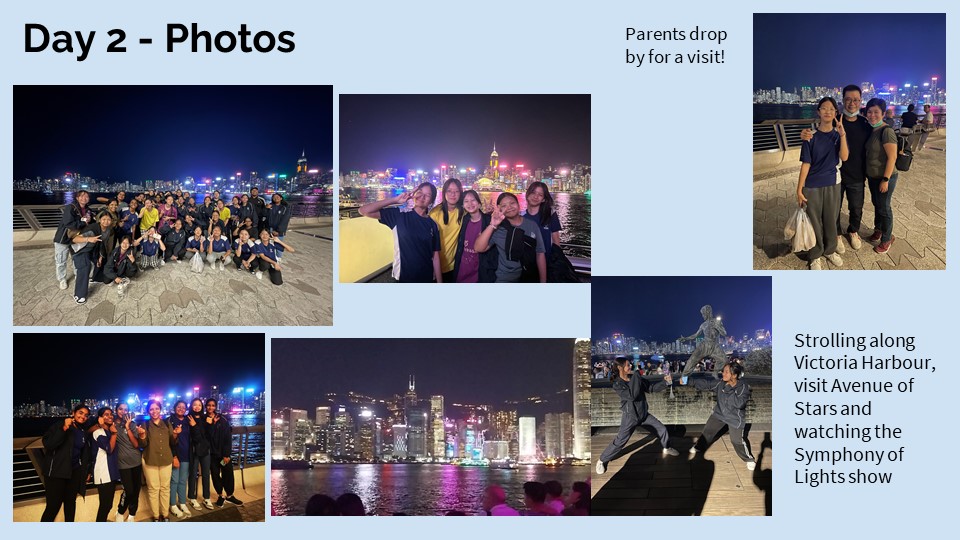 Day 2 - Photos
Parents drop
by for a visit!
Strolling along
Victoria Harbour,
visit Avenue of
Stars and
watching the
Symphony of
Lights show